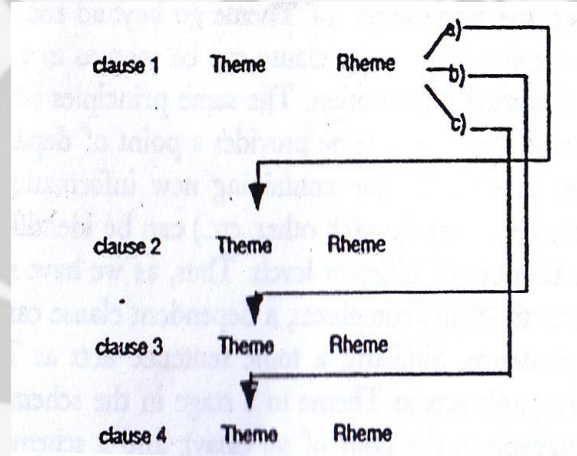 a)
clause 1 Theme Rheme b)
c)
clause 2 Theme Rheme
clause 3 Theme Rheme
clause 4 Theme Rheme